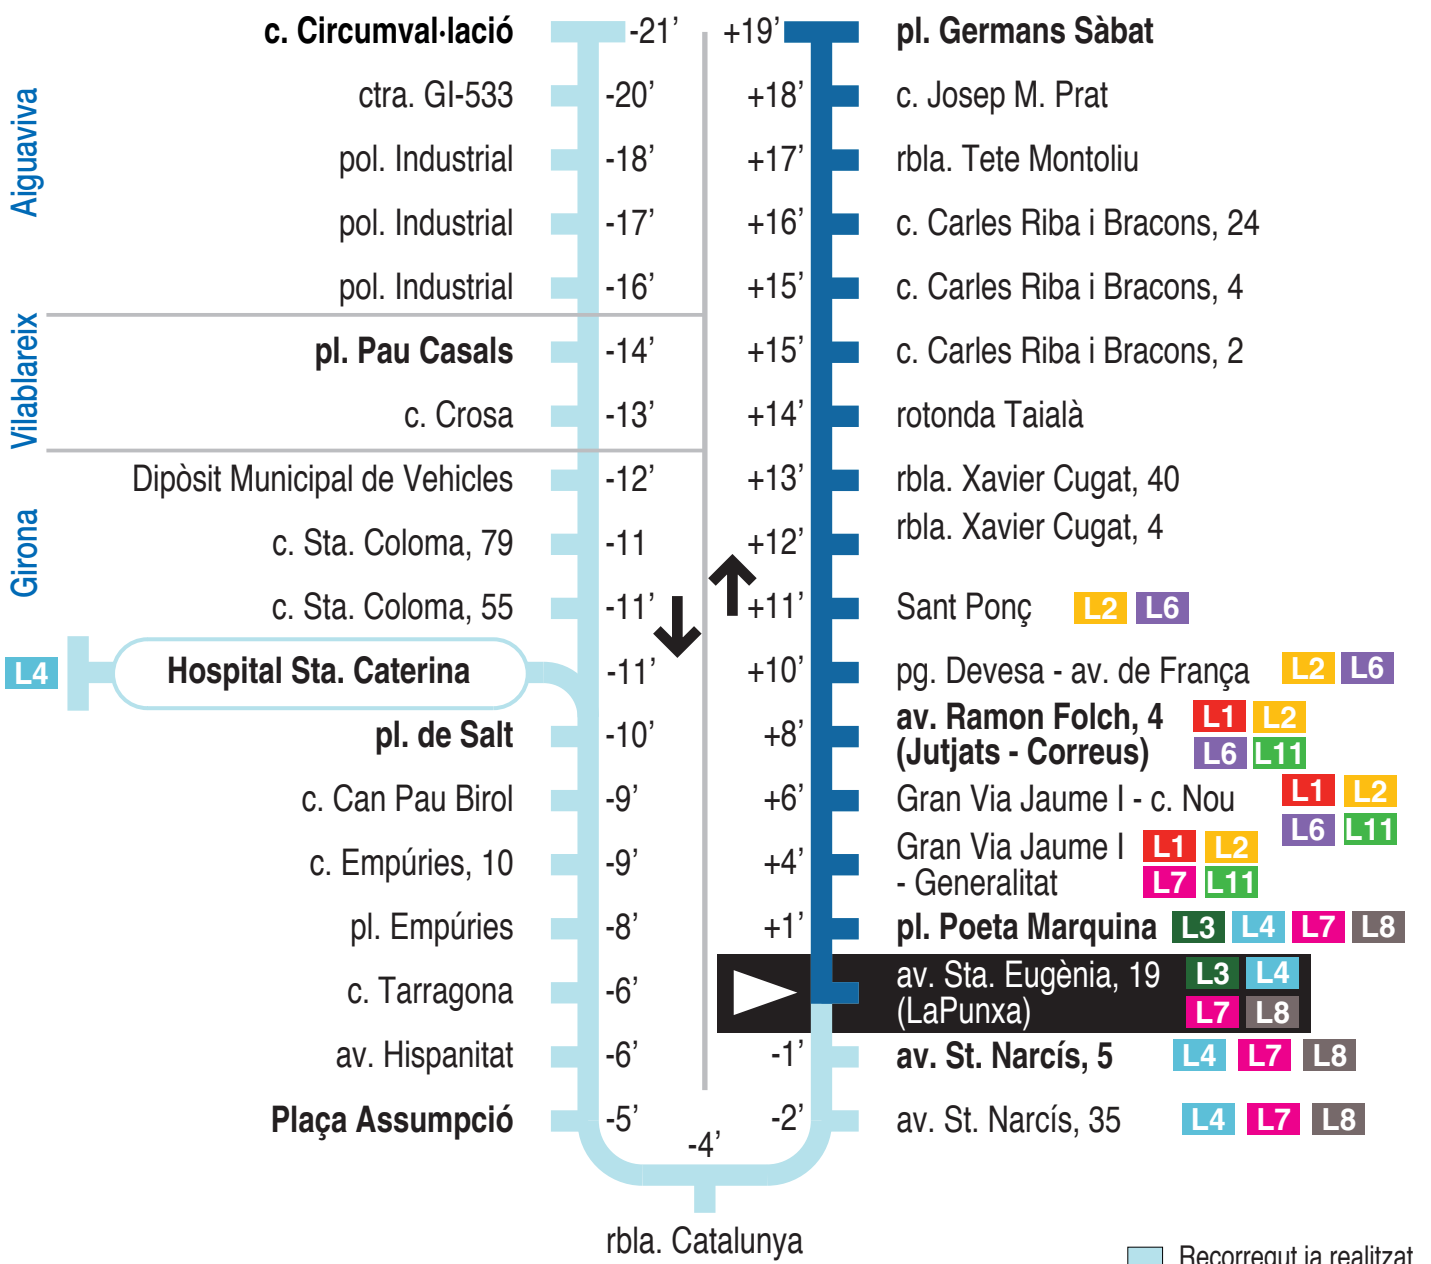 c. Circumval·lació -21’
ctra. GI-533 -20’
pol. Industrial -18’
pol. Industrial -17’
pol. Industrial -16’
Aiguaviva
pl. Pau Casals -14’
c. Crosa -13’
Vilablareix
Dipòsit Municipal de Vehicles -12’
c. Sta. Coloma, 79 -11
c. Sta. Coloma, 55 -11’
Girona
L4 Hospital Sta. Caterina -11’
pl. de Salt -10’
c. Can Pau Birol -9’
c. Empúries, 10 -9’
pl. Empúries -8’
c. Tarragona -6’
av. Hispanitat -6’
Plaça Assumpció -5’
-4’
rbla. Catalunya
+19’ pl. Germans Sàbat
+18’ c. Josep M. Prat
+17’ rbla. Tete Montoliu
+16’ c. Carles Riba i Bracons, 24
+15’ c. Carles Riba i Bracons, 4
+15’ c. Carles Riba i Bracons, 2
+14’ rotonda Taialà
+13’ rbla. Xavier Cugat, 40
+12’ rbla. Xavier Cugat, 4
+11’ Sant Ponç L2 L6
+10’ pg. Devesa - av. de França L2 L6
+8’ av. Ramon Folch, 4 L1 L2
(Jutjats - Correus) L6 L11
+6’ Gran Via Jaume I - c. Nou L1 L2
L6 L11
+4’ Gran Via Jaume I L1 L2
- Generalitat L7 L11
+1’ pl. Poeta Marquina L3 L4 L7 L8
av. Sta. Eugènia, 19 L3 L4
(LaPunxa) L7 L8
-1’ av. St. Narcís, 5 L4 L7 L8
-2’ av. St. Narcís, 35 L4 L7 L8
Recorregut ja realitzat